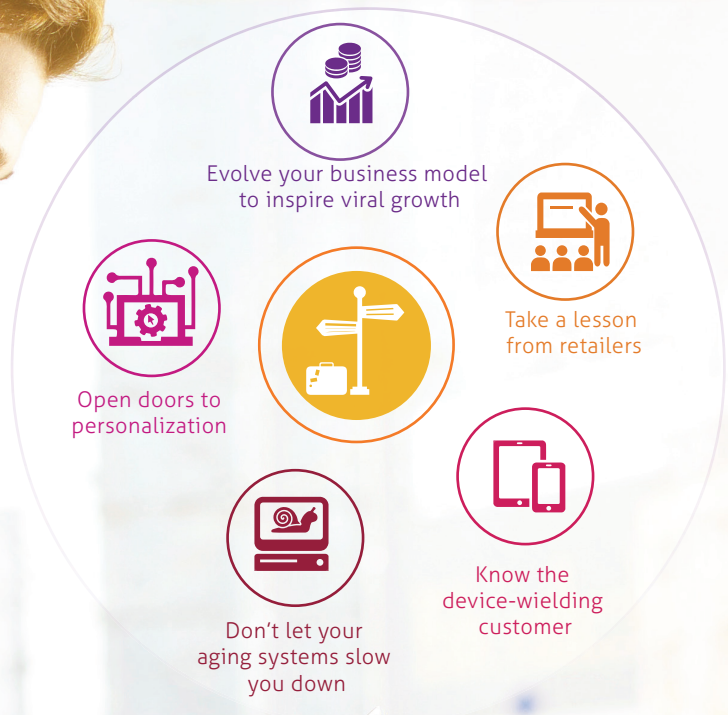 Evolve your business model
to inspire viral growth
Take a lesson
from retailers
Open doors to
personalization
Know the
device-wielding
customer
Don’t let your
aging systems slow
you down